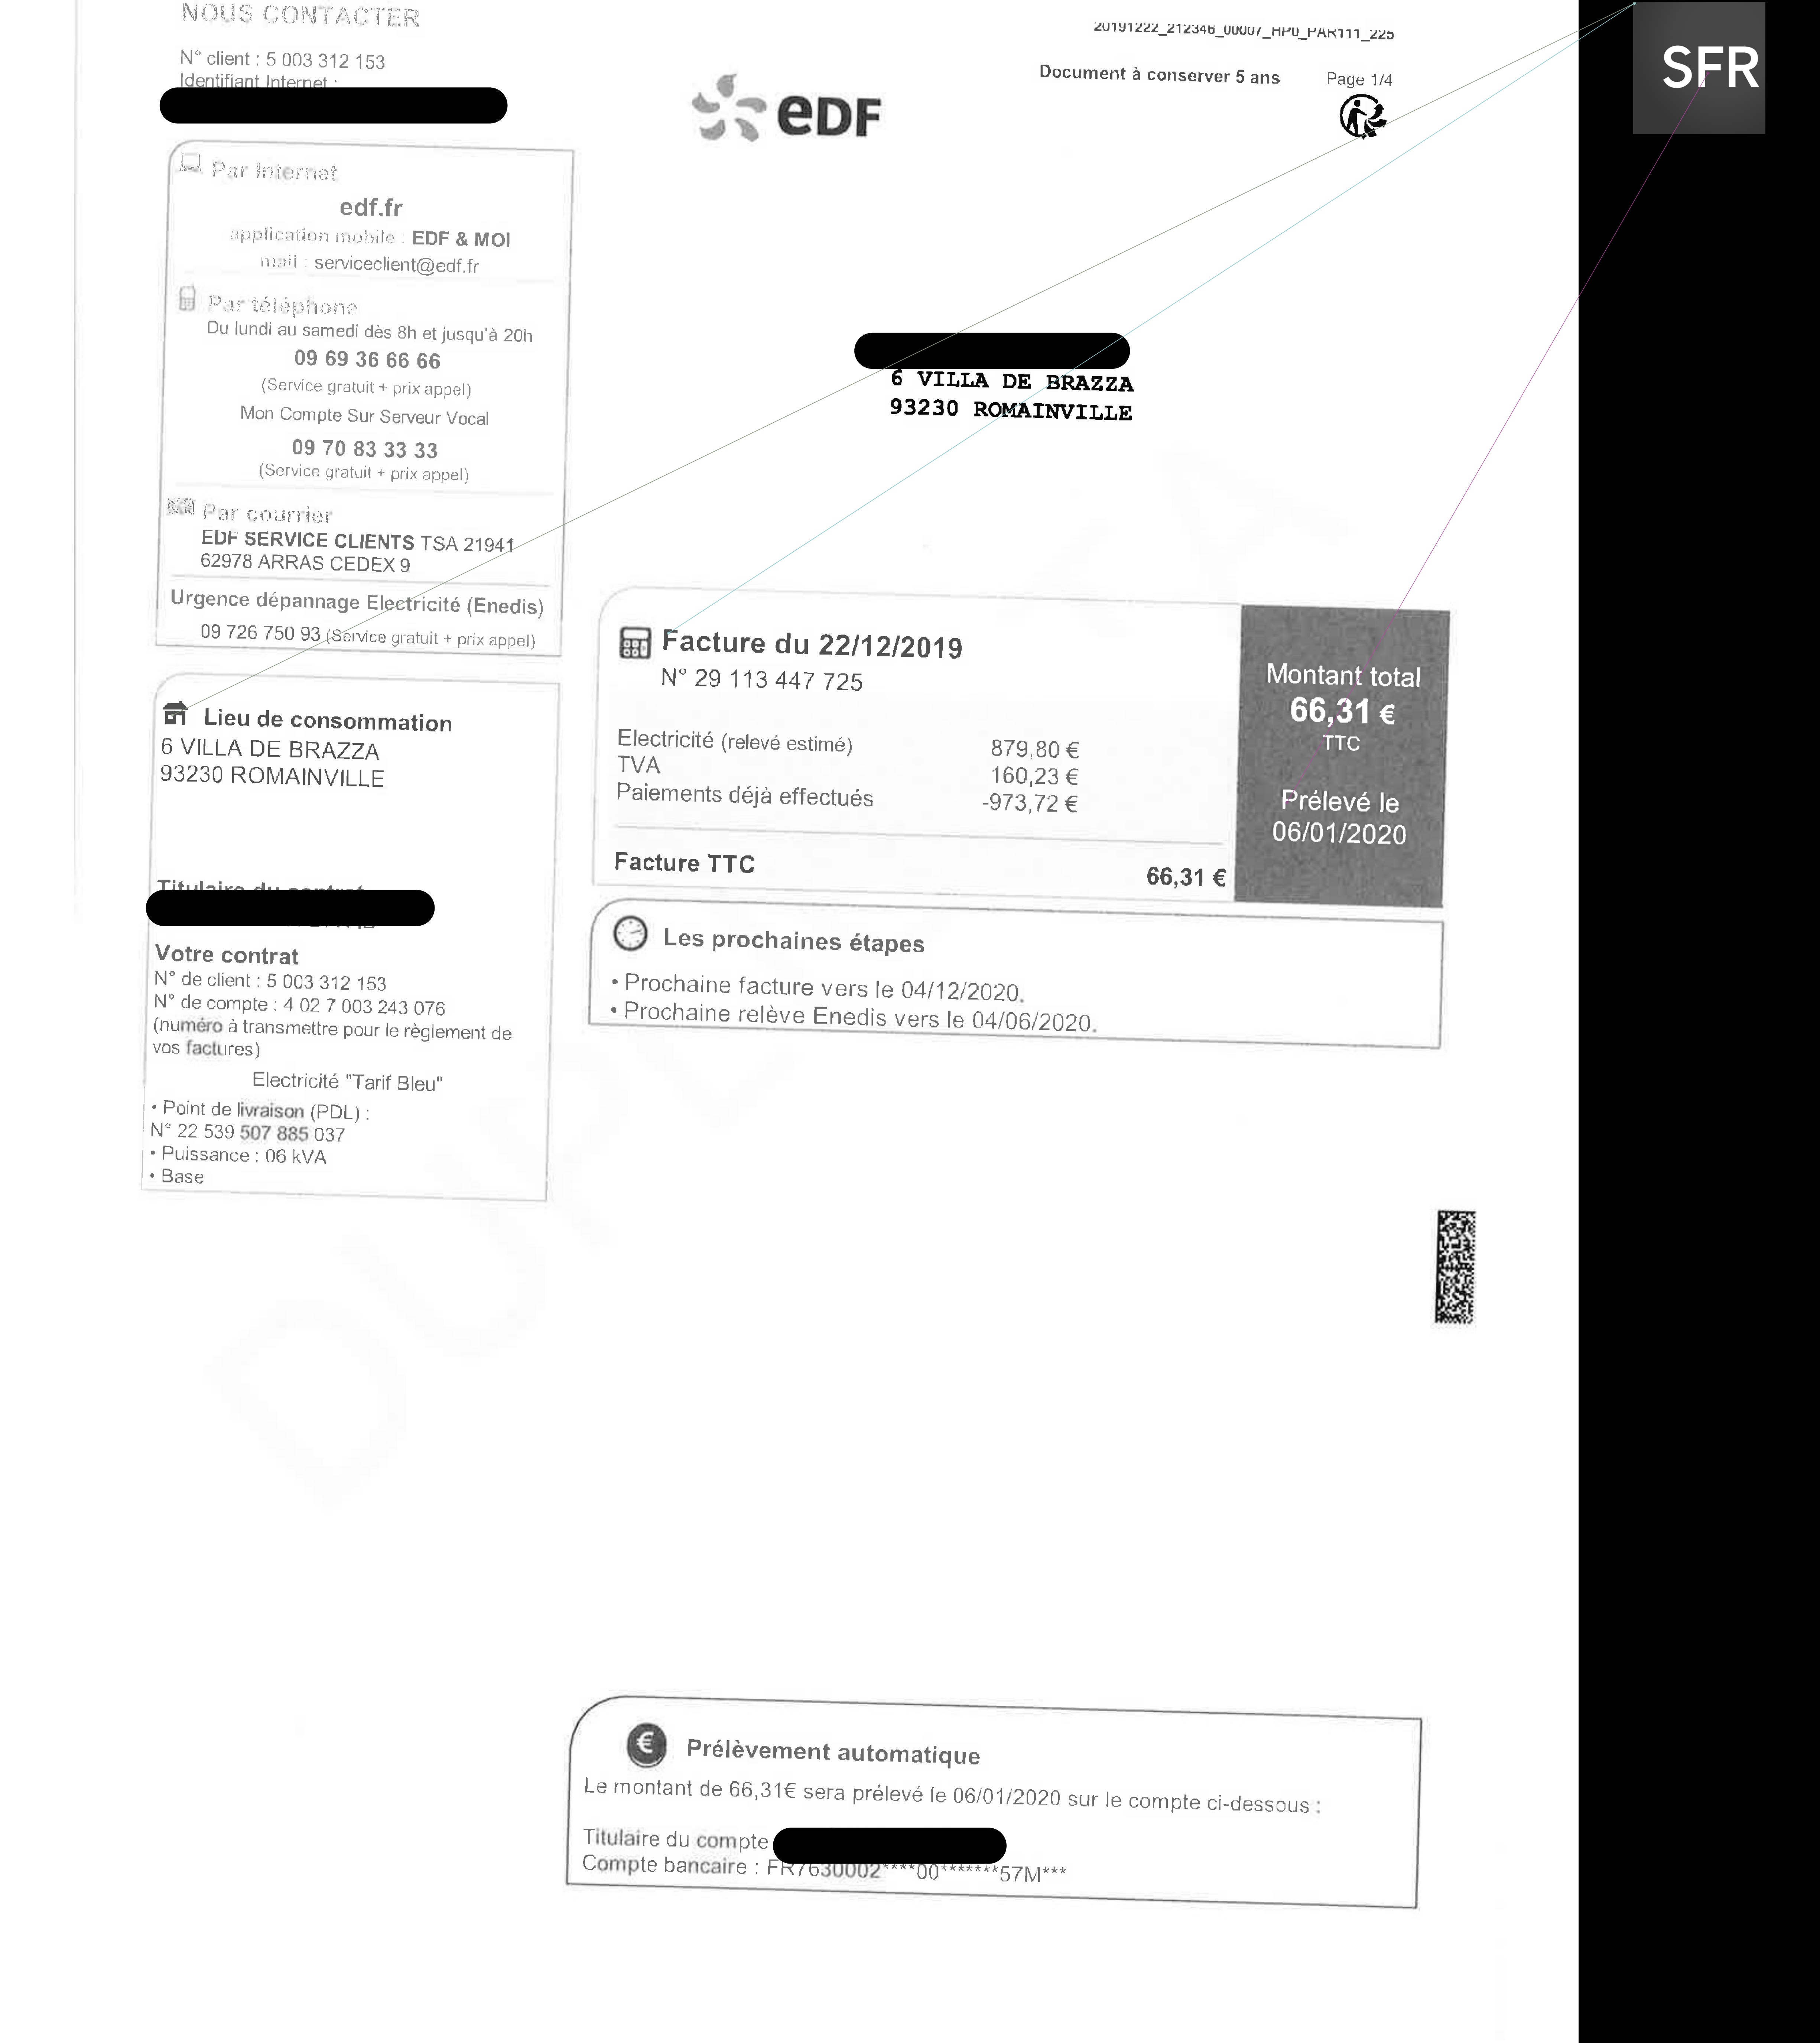 NOUS CONTACTER
N° client : 5 003 312 153
Identifiant Internet :
Par Internet
edf.fr
application mobile : EDF & MOI
mail : serviceclient@edf.fr
Par téléphone
Du lundi au samedi dès 8h et jusqu'à 20h
09 69 36 66 66
(Service gratuit + prix appel)
Mon Compte Sur Serveur Vocal
09 70 83 33 33
(Service gratuit + prix appel)
Par courrier
EDF SERVICE CLIENTS TSA 21941
62978 ARRAS CEDEX 9
Urgence dépannage Electricité (Enedis)
09 726 750 93 (Service gratuit + prix appel)
Lieu de consommation
6 VILLA DE BRAZZA
93230 ROMAINVILLE
Titulaire du contrat
Votre contrat
N° de client : 5 003 312 153
N° de compte : 4 02 7 003 243 076
(numéro à transmettre pour le règlement de
vos factures)
Electricité "Tarif Bleu"
• Point de livraison (PDL) :
N° 22 539 507 885 037
• Puissance : 06 kVA
• Base
eDF
20191222_212346_00007_HP0_PAR111_225
Document à conserver 5 ans Page 1/4
SFR
6 VILLA DE BRAZZA
93230 ROMAINVILLE
Facture du 22/12/2019
N° 29 113 447 725
Electricité (relevé estimé) 879,80 €
TVA 160,23 €
Paiements déjà effectués -973,72 €
Facture TTC 66,31 €
Montant total
66,31 €
TTC
Prélevé le
06/01/2020
Les prochaines étapes
• Prochaine facture vers le 04/12/2020.
• Prochaine relève Enedis vers le 04/06/2020.
Prélèvement automatique
Le montant de 66,31€ sera prélevé le 06/01/2020 sur le compte ci-dessous :
Titulaire du compte
Compte bancaire : FR7630002****00*******57M***